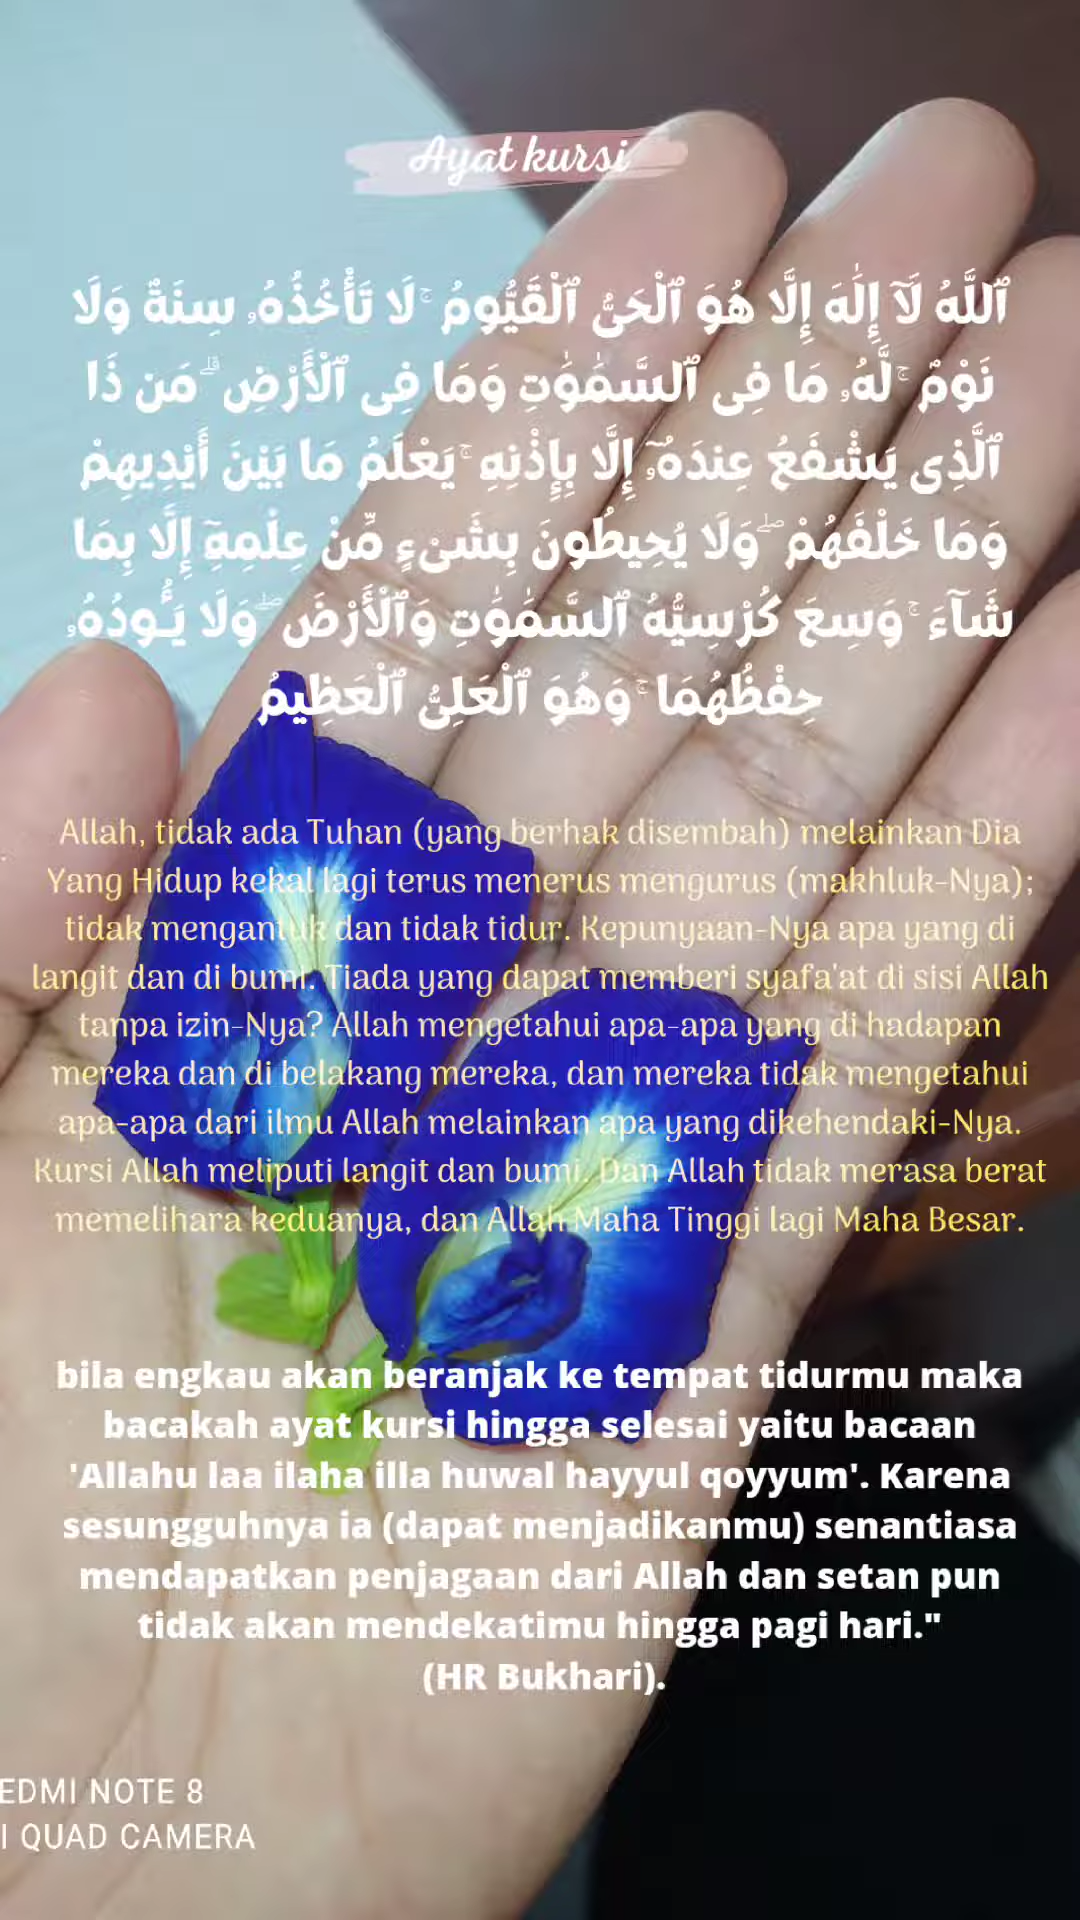 Ayat kursi
ٱللَّهُ لَآ إِلَٰهَ إِلَّا هُوَ ٱلْحَىُّ ٱلْقَيُّومُ ۚ لَا تَأْخُذُهُۥ سِنَةٌ وَلَا
نَوْمٌ ۚ لَّهُۥ مَا فِى ٱلسَّمَٰوَٰتِ وَمَا فِى ٱلْأَرْضِ ۗ مَن ذَا
ٱلَّذِى يَشْفَعُ عِندَهُۥٓ إِلَّا بِإِذْنِهِۦ ۚ يَعْلَمُ مَا بَيْنَ أَيْدِيهِمْ
وَمَا خَلْفَهُمْ ۖ وَلَا يُحِيطُونَ بِشَىْءٍ مِّنْ عِلْمِهِۦٓ إِلَّا بِمَا
شَآءَ ۚ وَسِعَ كُرْسِيُّهُ ٱلسَّمَٰوَٰتِ وَٱلْأَرْضَ ۖ وَلَا يَـُٔودُهُۥ
حِفْظُهُمَا ۚ وَهُوَ ٱلْعَلِىُّ ٱلْعَظِيمُ
Allah, tidak ada Tuhan (yang berhak disembah) melainkan Dia
Yang Hidup kekal lagi terus menerus mengurus (makhluk-Nya);
tidak mengantuk dan tidak tidur. Kepunyaan-Nya apa yang di
langit dan di bumi. Tiada yang dapat memberi syafa'at di sisi Allah
tanpa izin-Nya? Allah mengetahui apa-apa yang di hadapan
mereka dan di belakang mereka, dan mereka tidak mengetahui
apa-apa dari ilmu Allah melainkan apa yang dikehendaki-Nya.
Kursi Allah meliputi langit dan bumi. Dan Allah tidak merasa berat
memelihara keduanya, dan Allah Maha Tinggi lagi Maha Besar.
bila engkau akan beranjak ke tempat tidurmu maka
bacakah ayat kursi hingga selesai yaitu bacaan
'Allahu laa ilaha illa huwal hayyul qoyyum'. Karena
sesungguhnya ia (dapat menjadikanmu) senantiasa
mendapatkan penjagaan dari Allah dan setan pun
tidak akan mendekatimu hingga pagi hari."
(HR Bukhari).
EDMI NOTE 8
I QUAD CAMERA